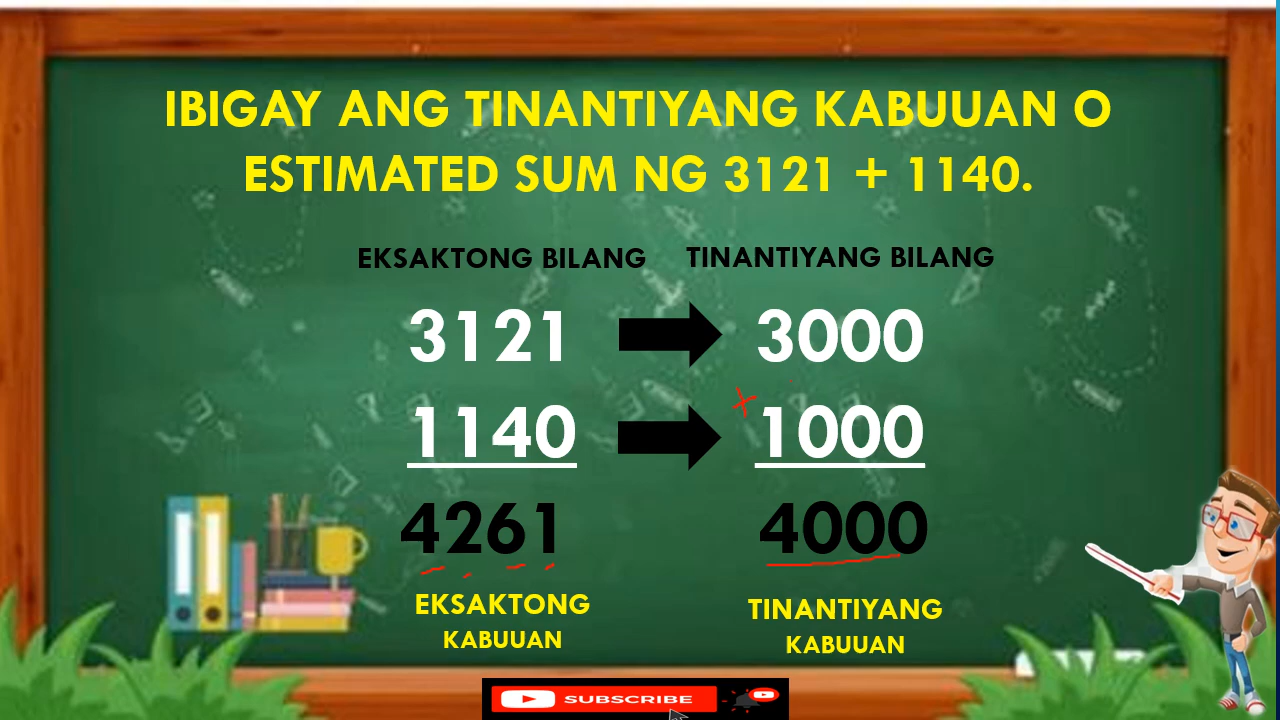 IBIGAY ANG TINANTIYANG KABUUAN O
ESTIMATED SUM NG 3121 + 1140.
EKSAKTONG BILANG TINANTIYANG BILANG
3121 3000
1140 1000
4261 4000
EKSAKTONG TINANTIYANG
KABUUAN KABUUAN
SUBSCRIBE